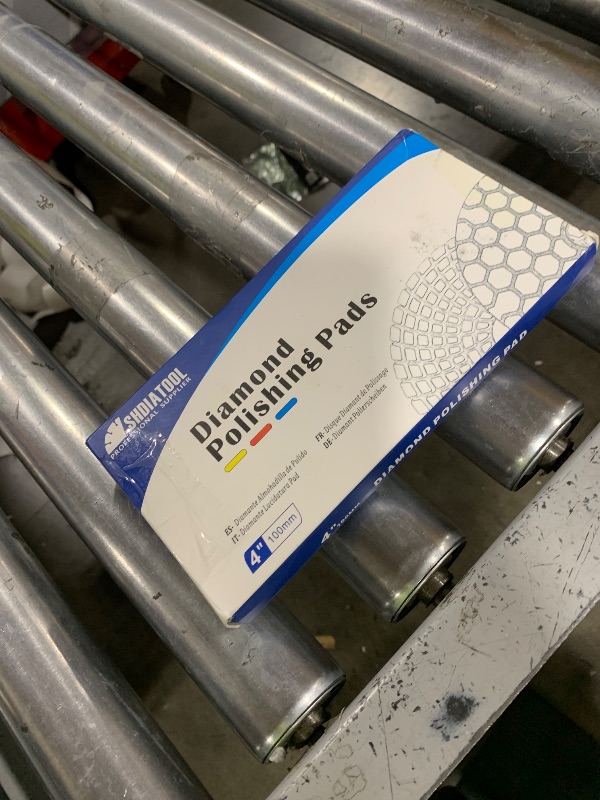 SHDIATOOL
PROFESSIONAL SUPPLIER
Diamond
Polishing Pads
ES- Diamante Almohadilla de Pulido
IT- Diamante Lucidatura Pad
FR- Disque Diamant de Polissage
DE- Diamant Polierscheiben
4" 100mm
DIAMOND POLISHING PAD